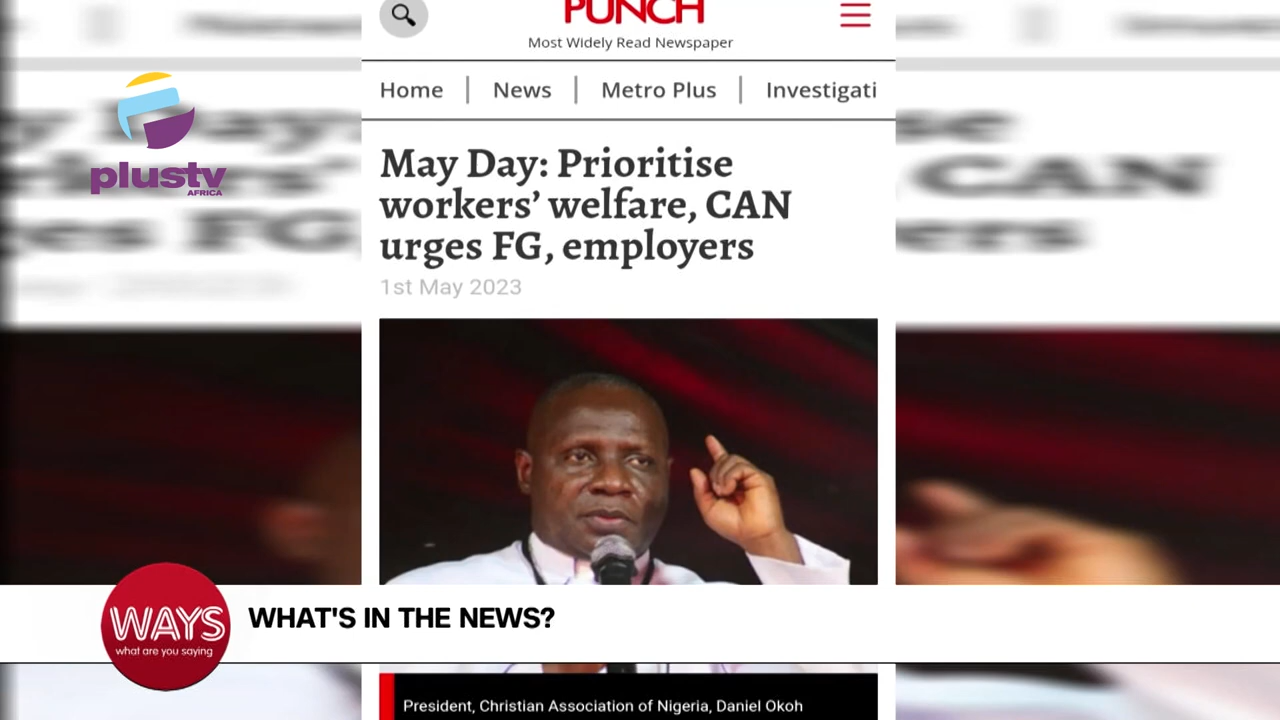 PUNCH
Most Widely Read Newspaper
Home | News | Metro Plus | Investigati
plustv
AFRICA
May Day: Prioritise
workers’ welfare, CAN
urges FG, employers
1st May 2023
WAYS
what are you saying
WHAT'S IN THE NEWS?
President, Christian Association of Nigeria, Daniel Okoh